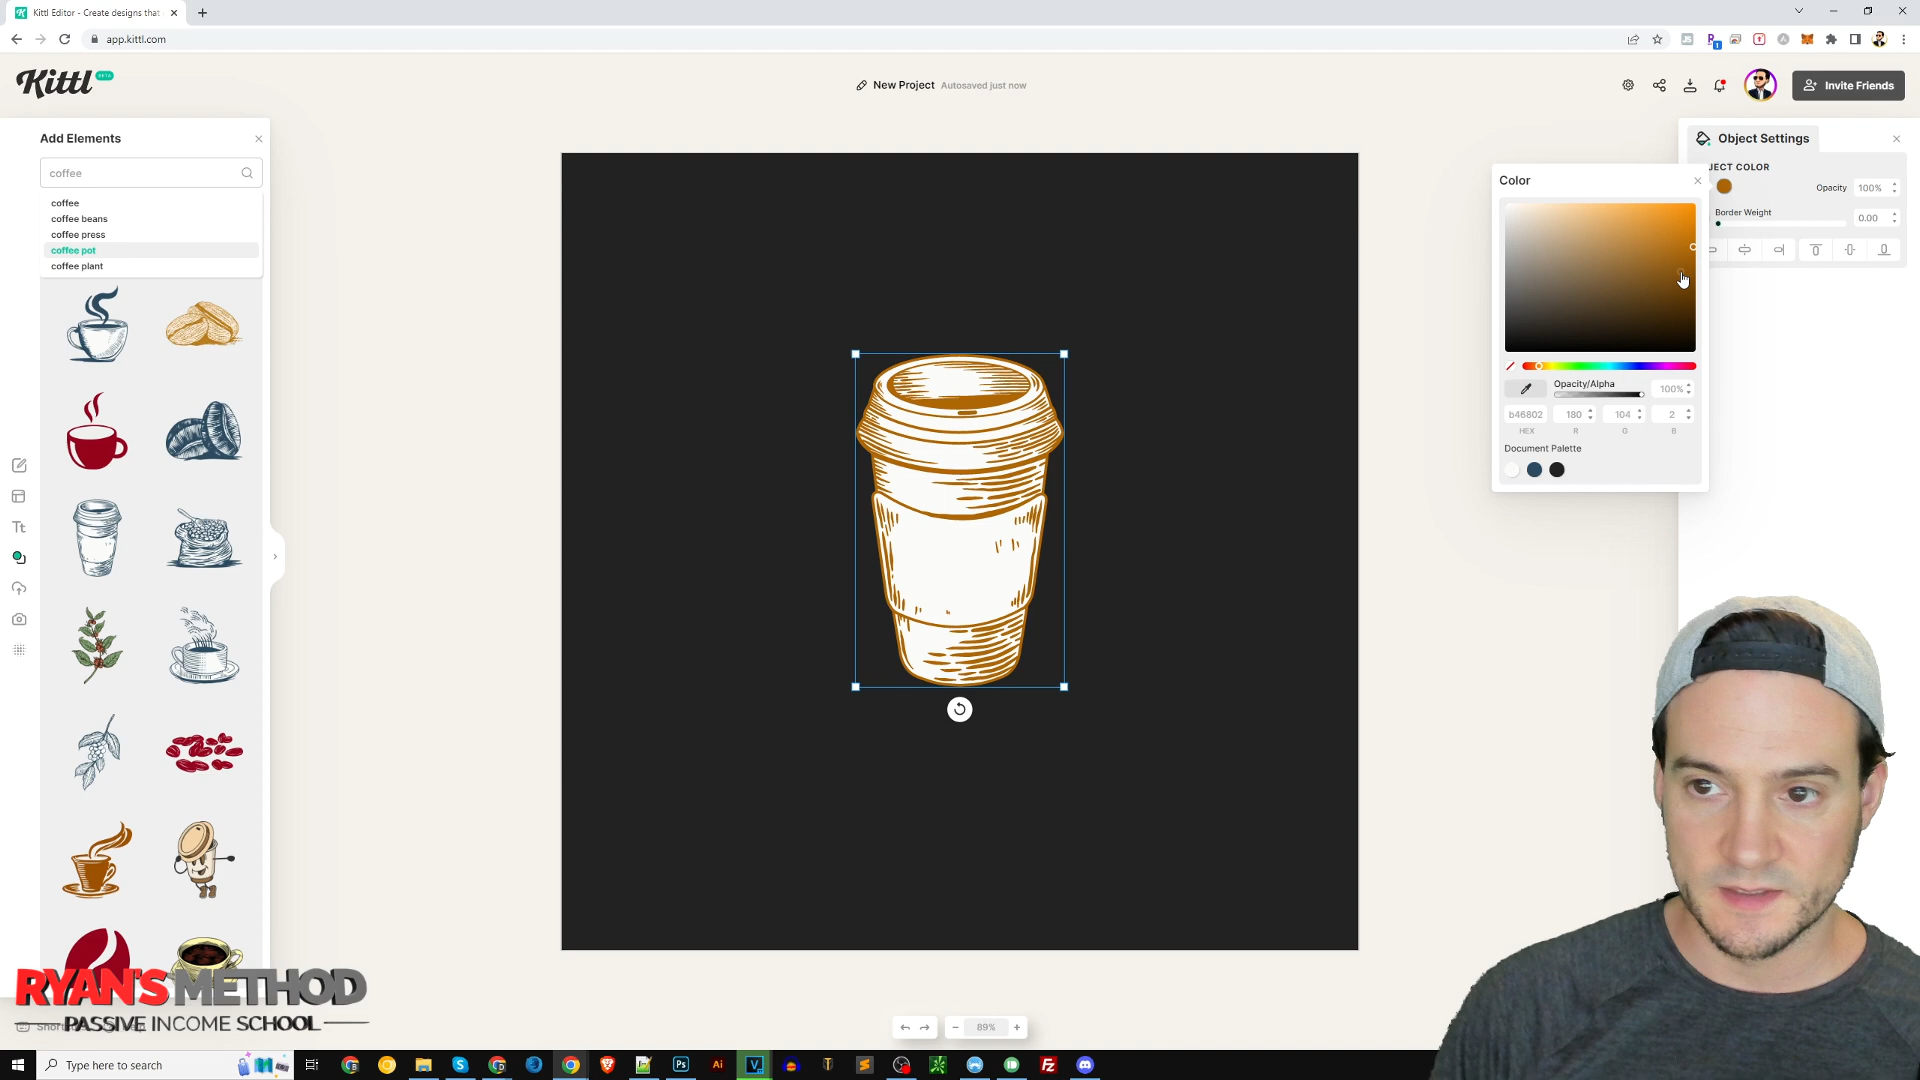 Kittl Editor - Create designs that
app.kittl.com
Kittl BETA
New Project Autosaved just now
Invite Friends
Add Elements
coffee
coffee
coffee beans
coffee press
coffee pot
coffee plant
Tt
Object Settings
JECT COLOR
Opacity 100%
Border Weight
0.00
Color
Opacity/Alpha
100%
b46802 180 104 2
HEX R G B
Document Palette
RYAN'S METHOD
PASSIVE INCOME SCHOOL
89%
Type here to search
Ps
Ai